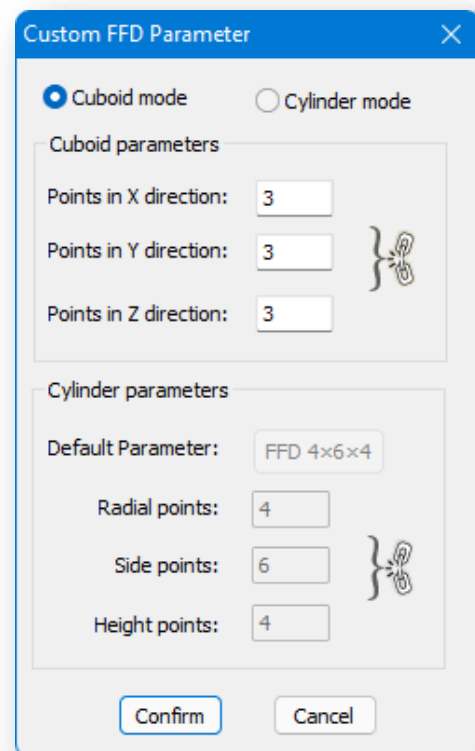 Custom FFD Parameter
Cuboid mode Cylinder mode
Cuboid parameters
Points in X direction: 3
Points in Y direction: 3
Points in Z direction: 3
Cylinder parameters
Default Parameter: FFD 4×6×4
Radial points: 4
Side points: 6
Height points: 4
Confirm Cancel